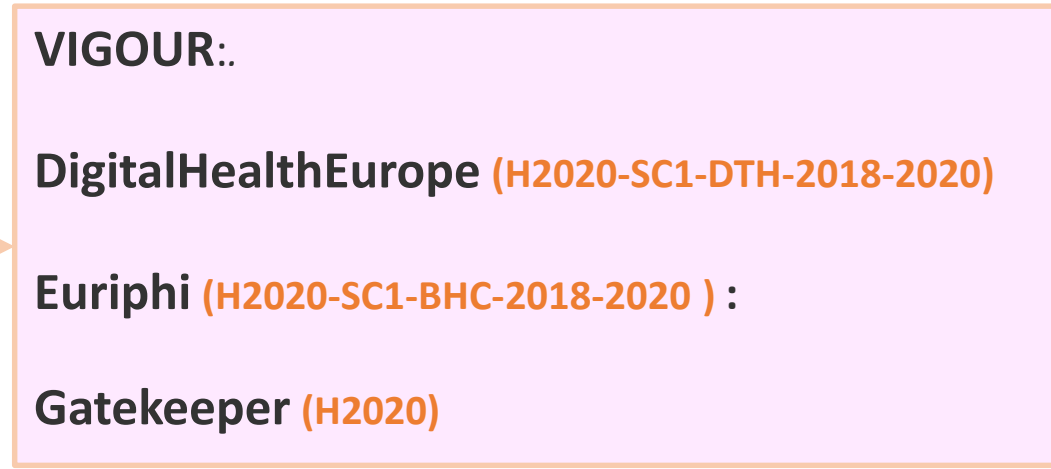 VIGOUR:.
DigitalHealthEurope (H2020-SC1-DTH-2018-2020)
Euriphi (H2020-SC1-BHC-2018-2020 ) :
Gatekeeper (H2020)